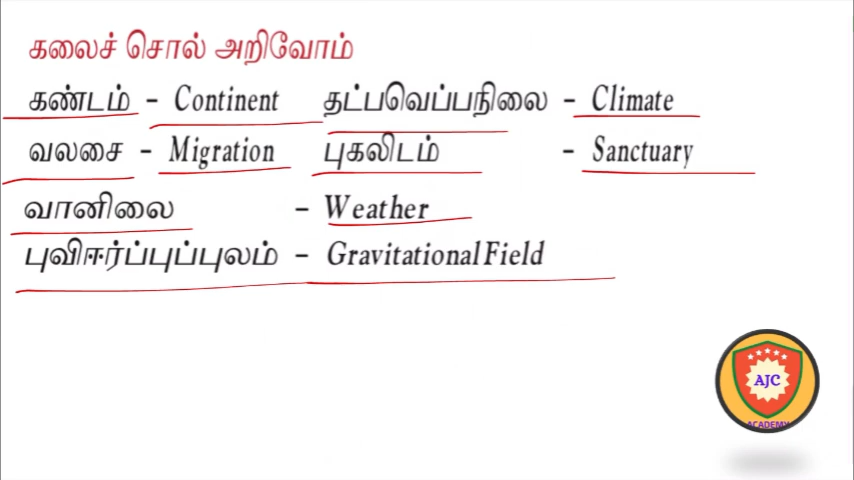 கலைச் சொல் அறிவோம்
கண்டம் - Continent தட்பவெப்பநிலை - Climate
வலசை - Migration புகலிடம் - Sanctuary
வானிலை - Weather
புவிஈர்ப்புப்புலம் - Gravitational Field
AJC
ACADEMY